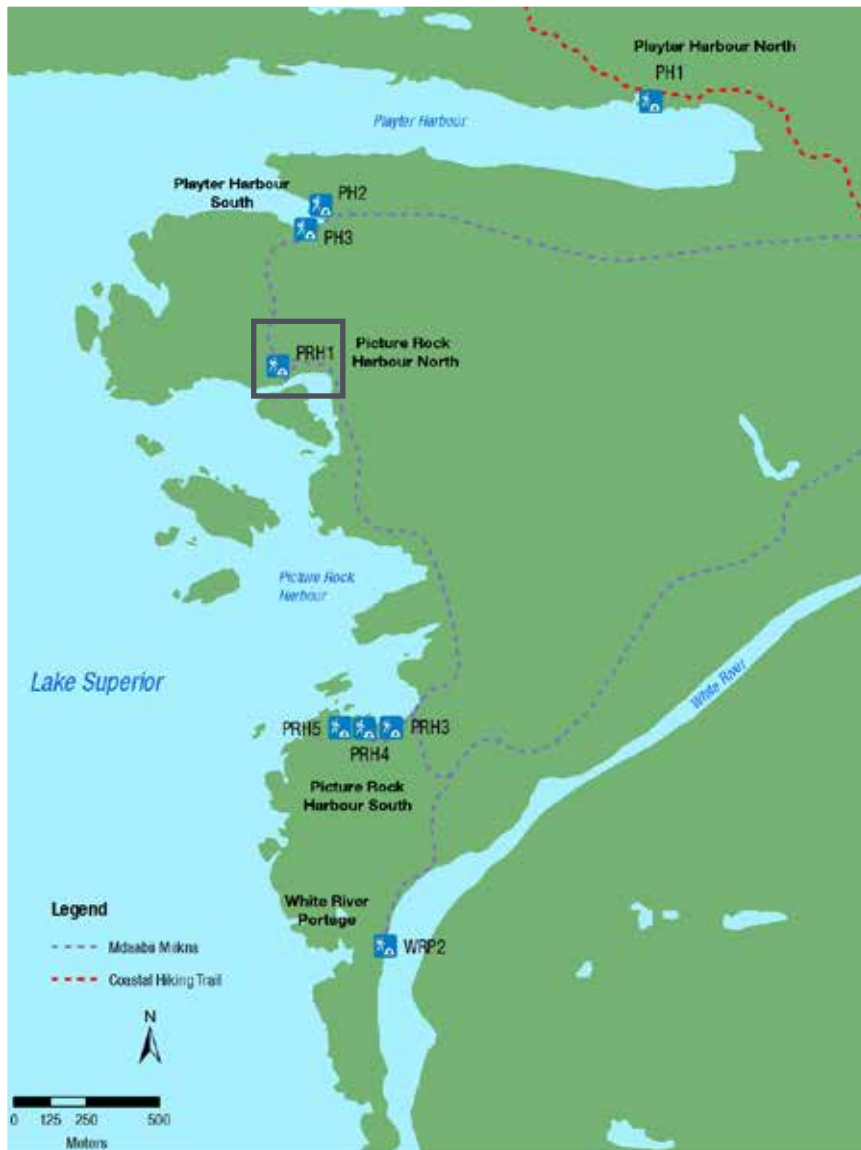 Playter Harbour North
PH1
Playter Harbour
Playter Harbour
South
PH2
PH3
PRH1
Picture Rock
Harbour North
Picture Rock
Harbour
Lake Superior
White River
PRH5
PRH4
PRH3
Picture Rock
Harbour South
White River
Portage
WRP2
Legend
Mdaabii Miikna
Coastal Hiking Trail
N
0 125 250 500
Meters